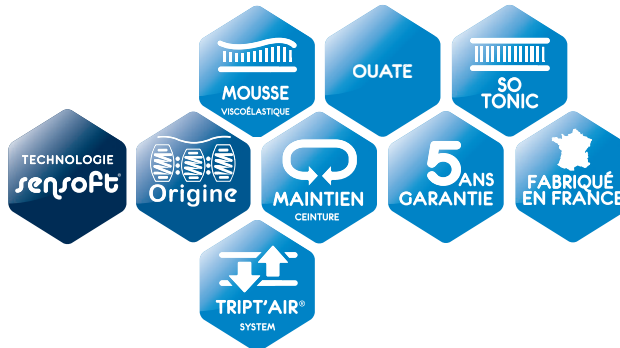 MOUSSE
VISCOÉLASTIQUE
OUATE
SO
TONIC
TECHNOLOGIE
sensoft®
Origine
MAINTIEN
CEINTURE
5 ANS
GARANTIE
FABRIQUÉ
EN FRANCE
TRIPT'AIR®
SYSTEM